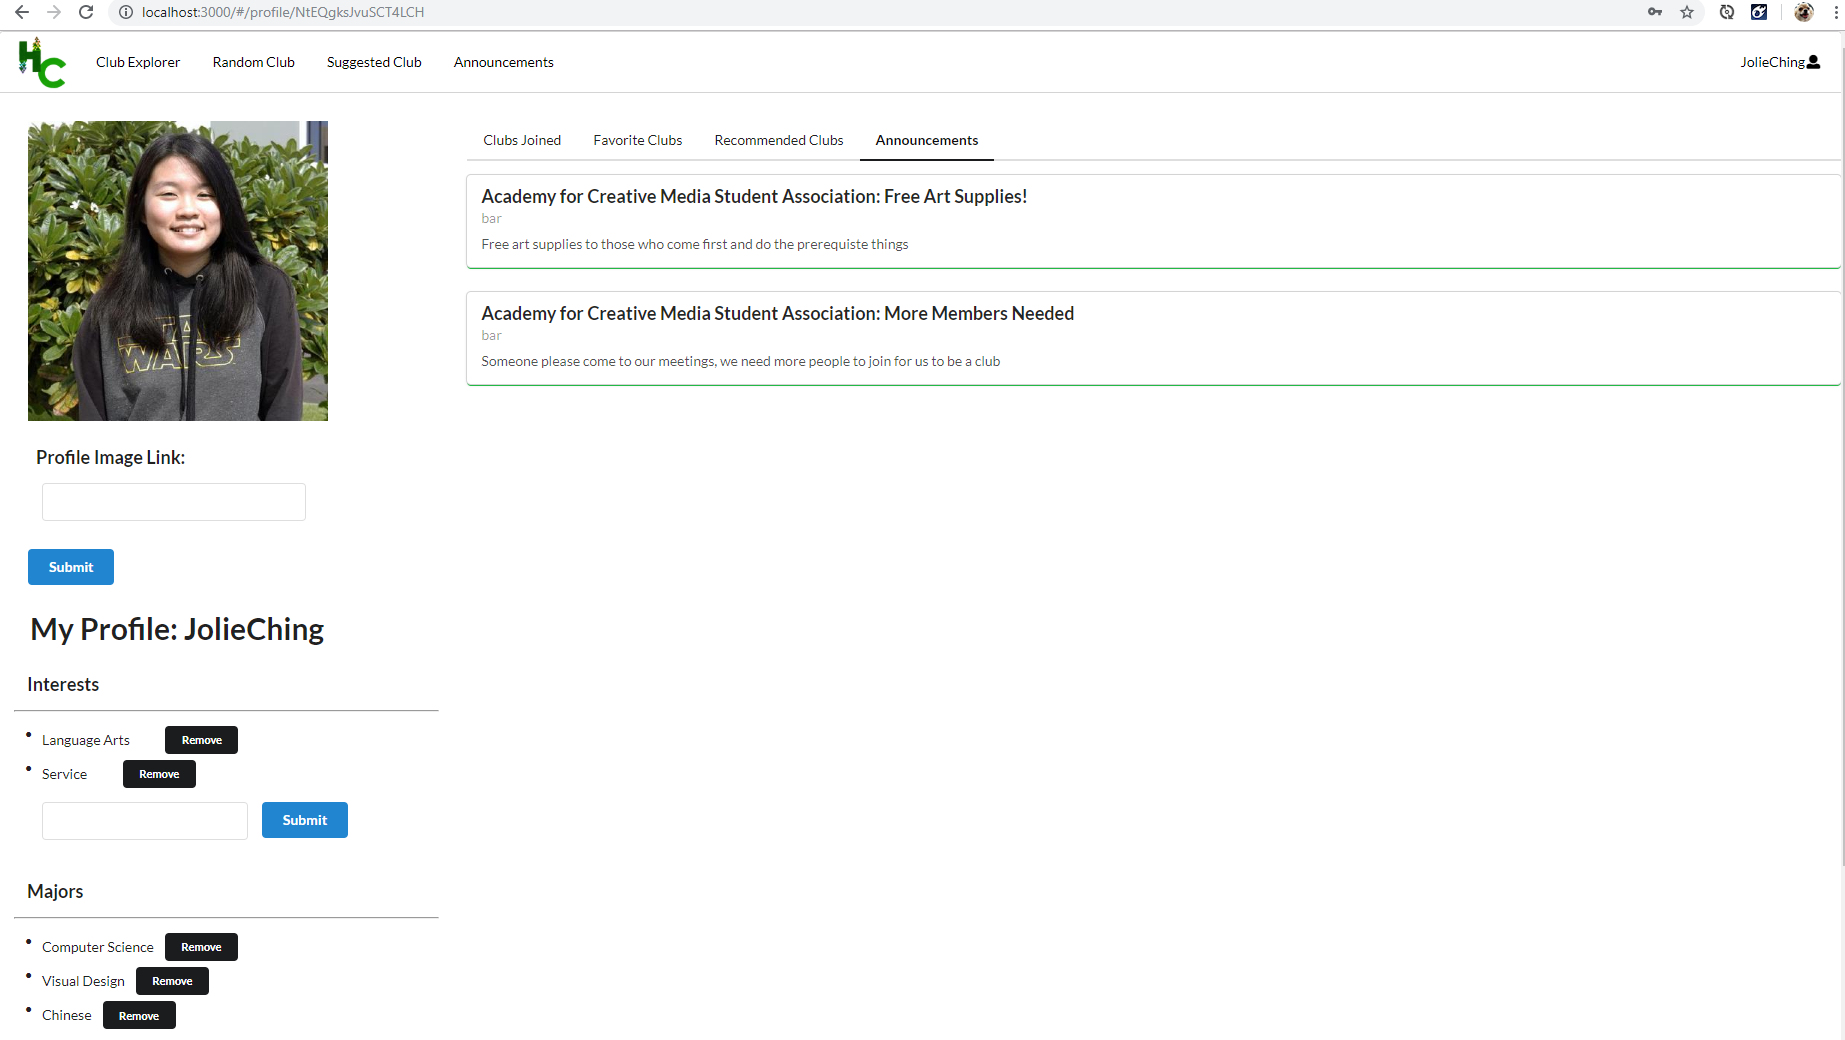 localhost:3000/#/profile/NtEQgksJvuSCT4LCH
HC
Club Explorer
Random Club
Suggested Club
Announcements
JolieChing
Clubs Joined
Favorite Clubs
Recommended Clubs
Announcements
Academy for Creative Media Student Association: Free Art Supplies!
bar
Free art supplies to those who come first and do the prerequiste things
Academy for Creative Media Student Association: More Members Needed
bar
Someone please come to our meetings, we need more people to join for us to be a club
STAR
WARS
Profile Image Link:
Submit
My Profile: JolieChing
Interests
Language Arts
Remove
Service
Remove
Submit
Majors
Computer Science
Remove
Visual Design
Remove
Chinese
Remove